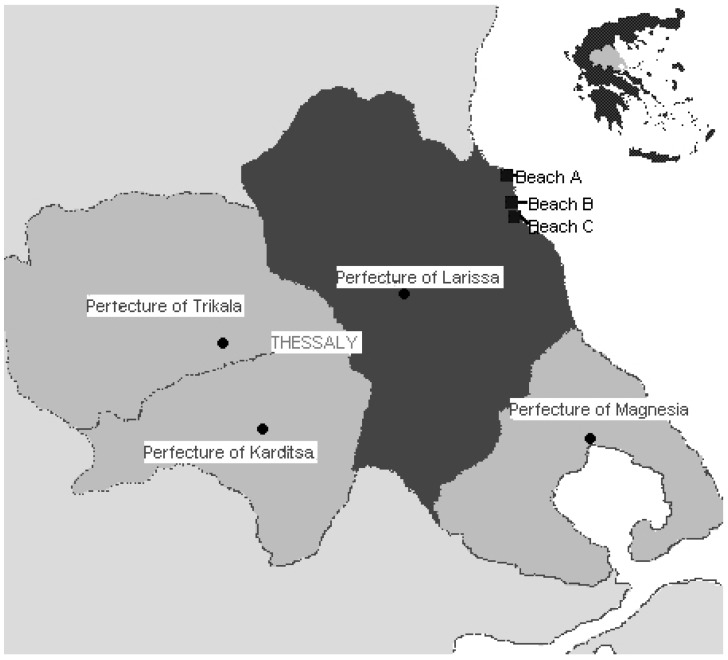 Beach A
Beach B
Beach C
Perfecture of Larissa
Perfecture of Trikala
THESSALY
Perfecture of Magnesia
Perfecture of Karditsa